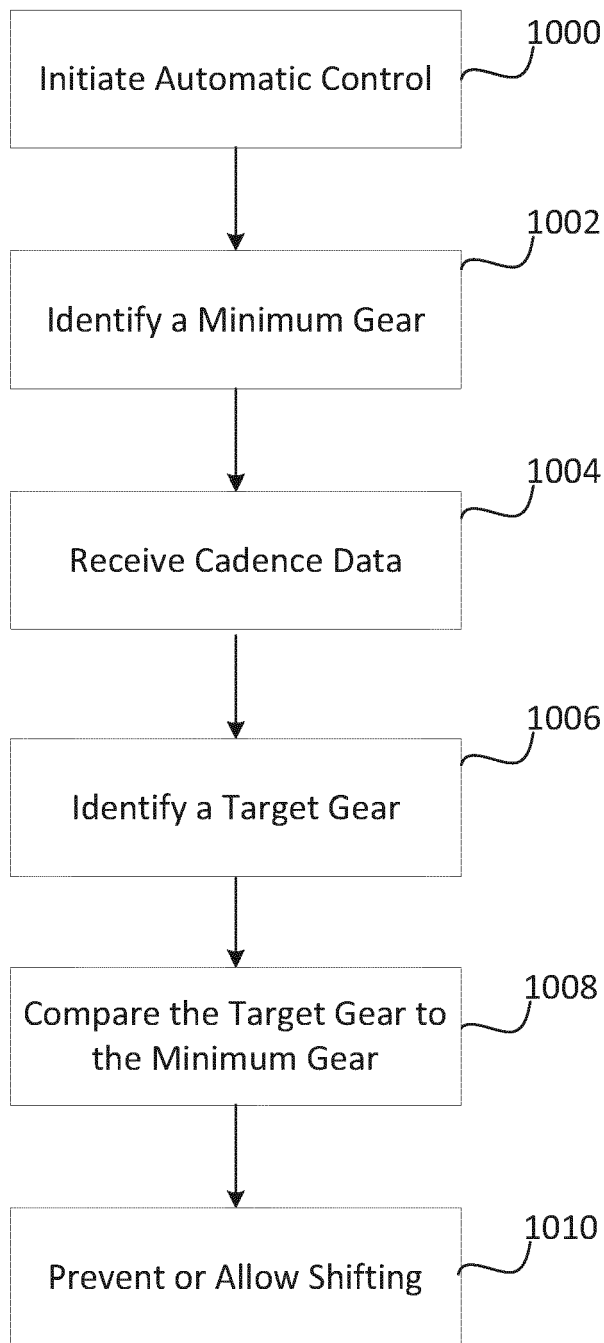 1000
Initiate Automatic Control
1002
Identify a Minimum Gear
1004
Receive Cadence Data
1006
Identify a Target Gear
1008
Compare the Target Gear to
the Minimum Gear
1010
Prevent or Allow Shifting